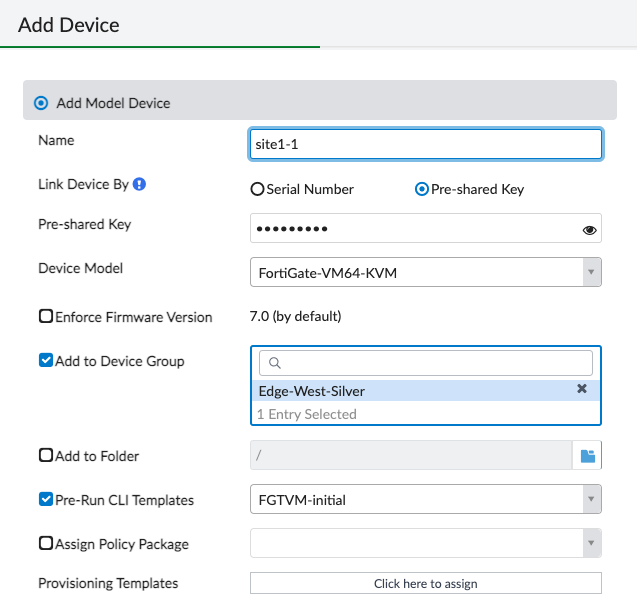 Add Device
Add Model Device
Name site1-1
Link Device By Serial Number Pre-shared Key
Pre-shared Key •••••••••
Device Model FortiGate-VM64-KVM
Enforce Firmware Version 7.0 (by default)
Add to Device Group
Edge-West-Silver
1 Entry Selected
Add to Folder /
Pre-Run CLI Templates FGTVM-initial
Assign Policy Package
Provisioning Templates Click here to assign